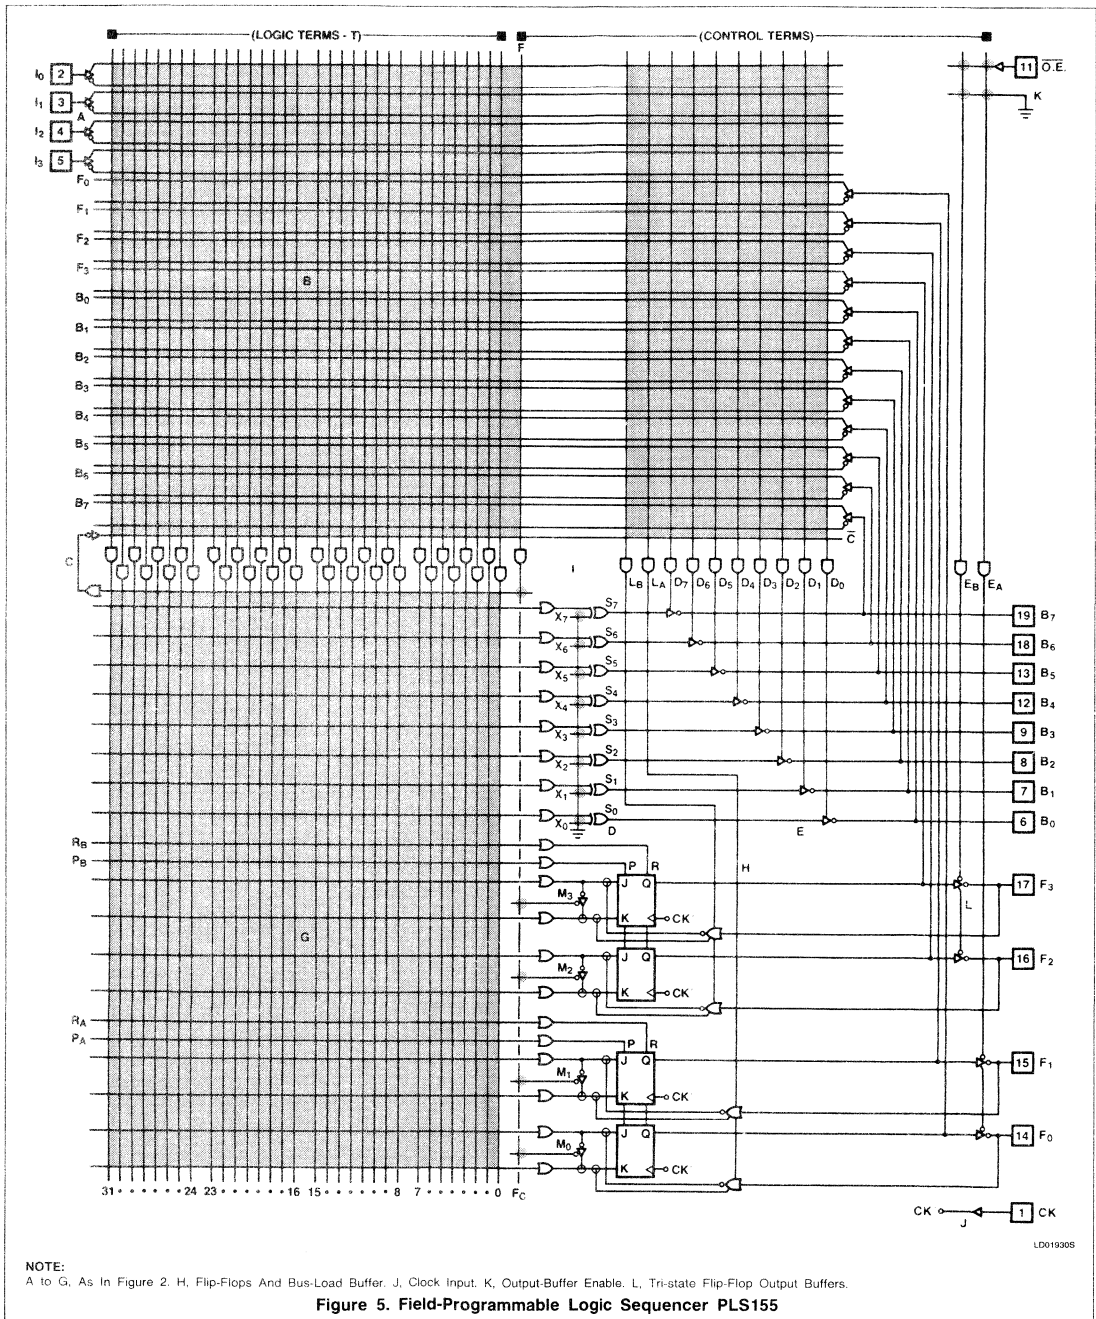 (LOGIC TERMS - T)
F
(CONTROL TERMS)
I0 2
11 O.E.
I1 3
K
A
I2 4
I3 5
F0
F1
F2
F3
B
B0
B1
B2
B3
B4
B5
B5
B7
C
C
I
LB LA D7 D6 D5 D4 D3 D2 D1 D0
EB EA
X7 S7
19 B7
X6 S6
18 B6
X5 S5
13 B5
X4 S4
12 B4
X3 S3
9 B3
X2 S2
8 B2
X1 S1
7 B1
X0 S0
D
E
6 B0
RB
PB
P R
H
M3 J Q
17 F3
L
K CK
G
M2 J Q
16 F2
K CK
RA
PA
P R
M1 J Q
15 F1
K CK
M0 J Q
14 F0
K CK
31 24 23 16 15 8 7 0 FC
CK J 1 CK
LD01930S
NOTE:
A to G, As In Figure 2. H, Flip-Flops And Bus-Load Buffer. J, Clock Input. K, Output-Buffer Enable. L, Tri-state Flip-Flop Output Buffers.
Figure 5. Field-Programmable Logic Sequencer PLS155